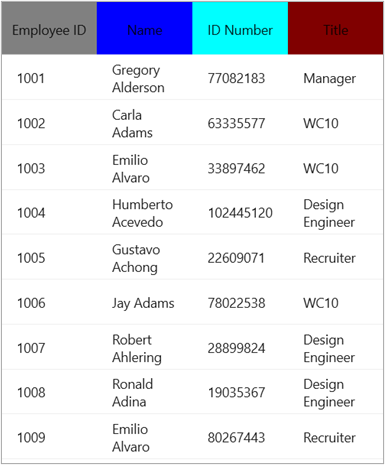 Employee ID Name ID Number Title
1001 Gregory Alderson 77082183 Manager
1002 Carla Adams 63335577 WC10
1003 Emilio Alvaro 33897462 WC10
1004 Humberto Acevedo 102445120 Design Engineer
1005 Gustavo Achong 22609071 Recruiter
1006 Jay Adams 78022538 WC10
1007 Robert Ahlering 28899824 Design Engineer
1008 Ronald Adina 19035367 Design Engineer
1009 Emilio Alvaro 80267443 Recruiter